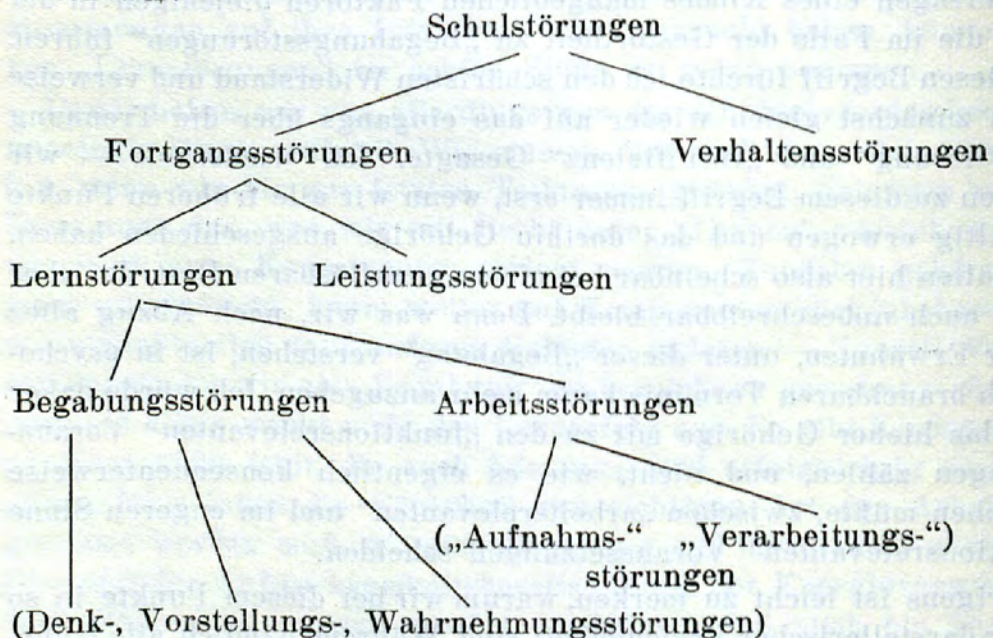 Schulstörungen
Fortgangsstörungen Verhaltensstörungen
Lernstörungen Leistungsstörungen
Begabungsstörungen Arbeitsstörungen
(„Aufnahms-“ „Verarbeitungs-“)
störungen
(Denk-, Vorstellungs-, Wahrnehmungsstörungen)